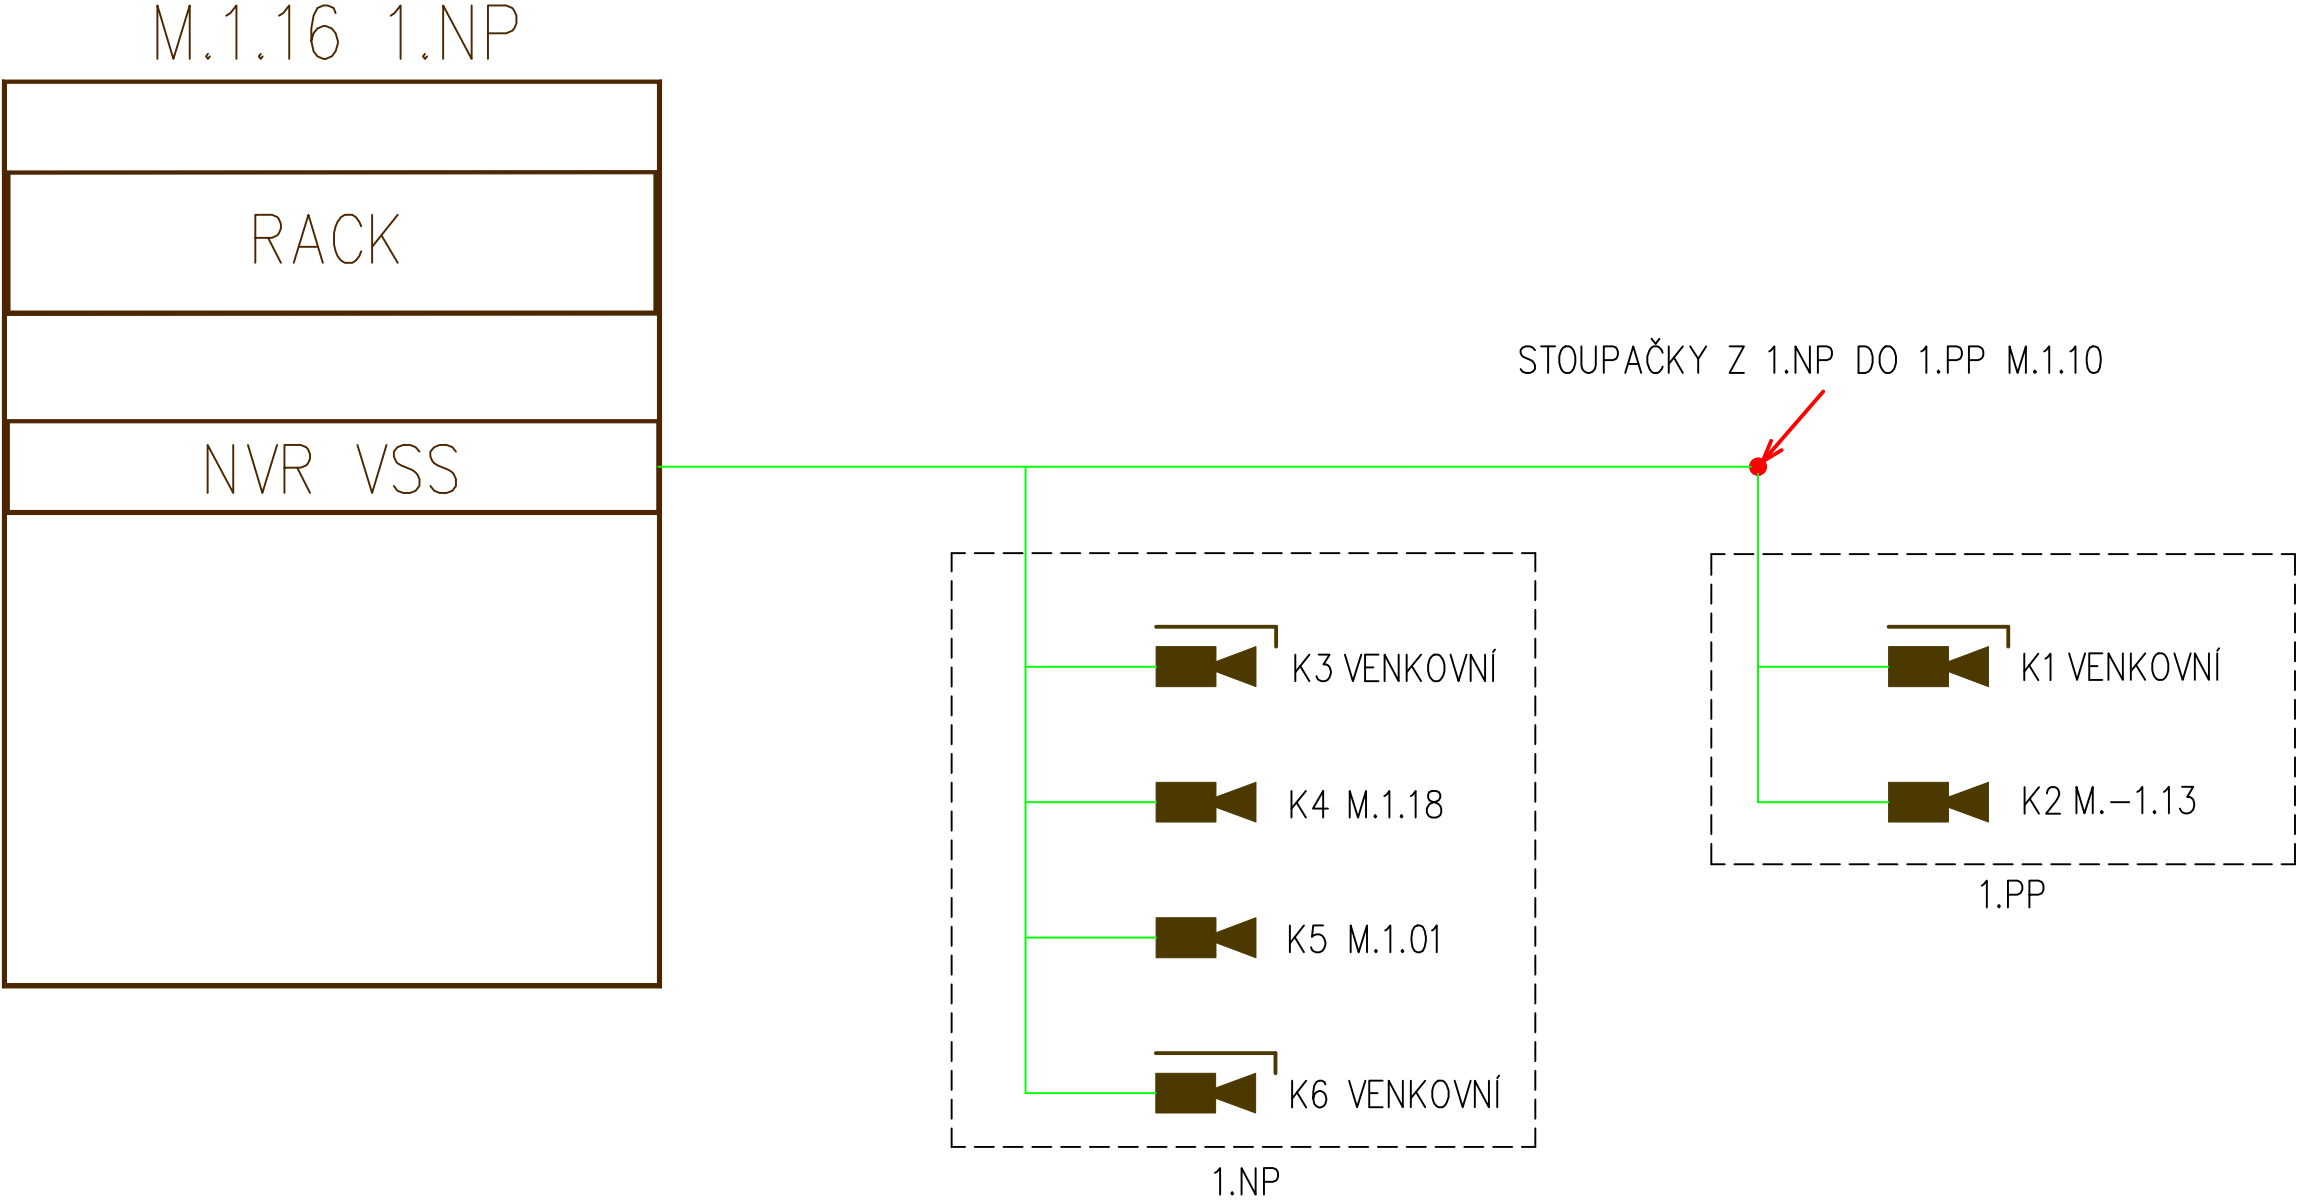 M.1.16 1.NP
RACK
NVR VSS
STOUPAČKY Z 1.NP DO 1.PP M.1.10
K3 VENKOVNÍ
K4 M.1.18
K5 M.1.01
K6 VENKOVNÍ
1.NP
K1 VENKOVNÍ
K2 M.-1.13
1.PP